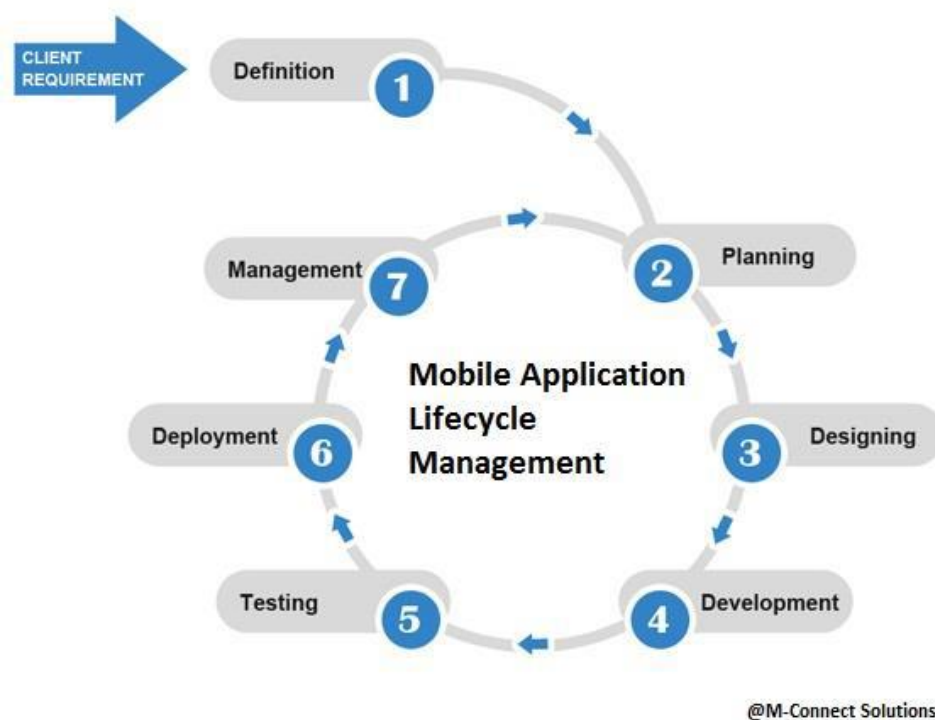 CLIENT
REQUIREMENT
Definition
1
Planning
2
Designing
3
Development
4
Testing
5
Deployment
6
Management
7
Mobile Application
Lifecycle
Management
@M-Connect Solutions